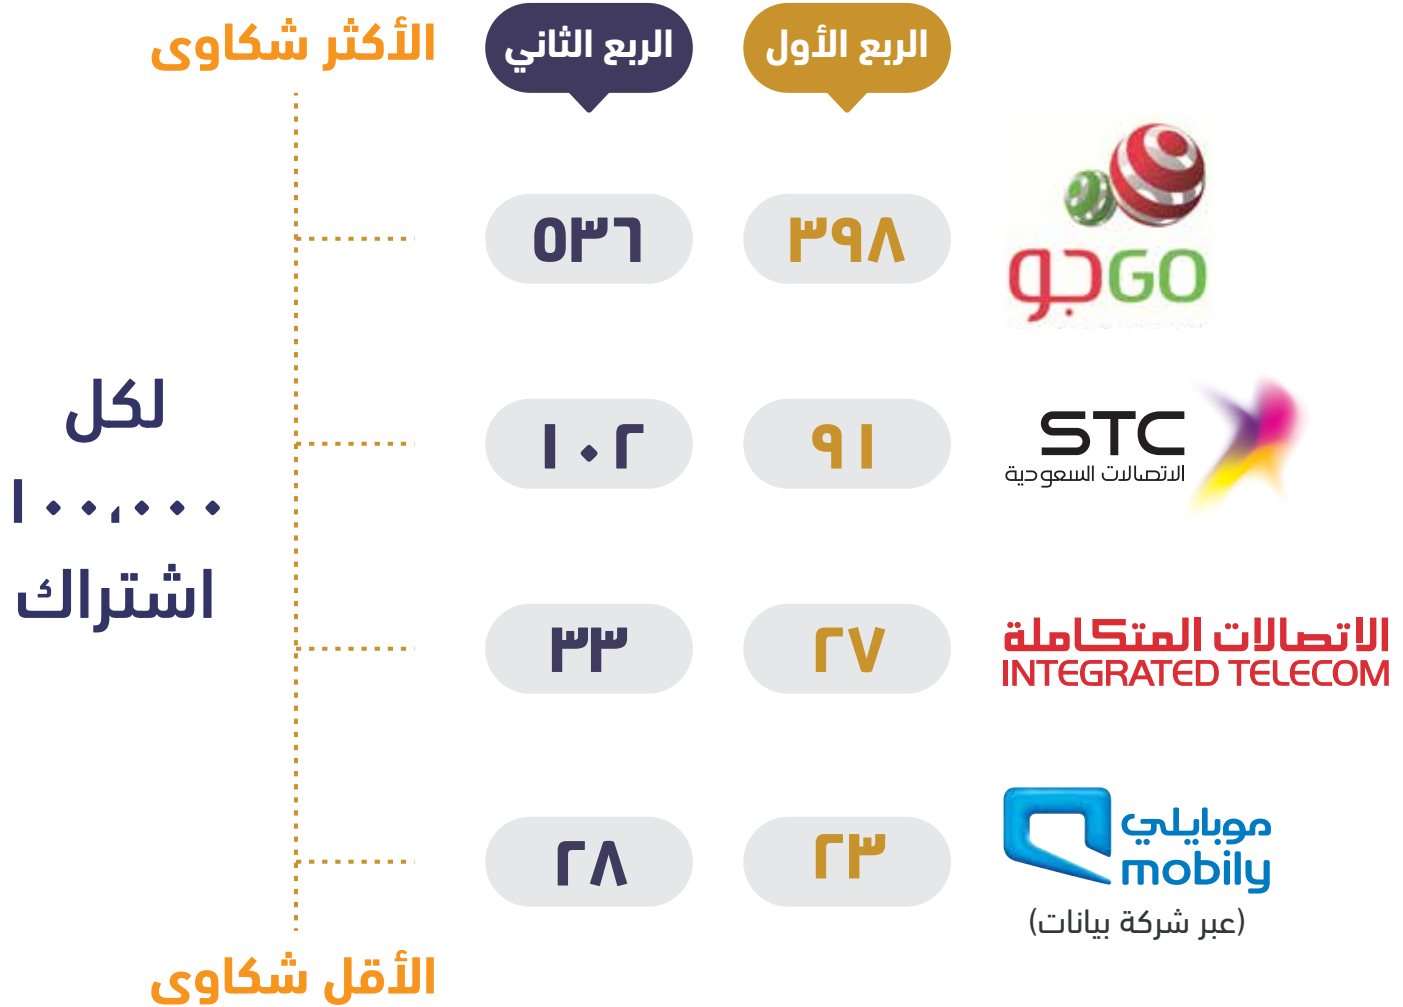 الأكثر شكاوى
الربع الأول
الربع الثاني
جو GO
٣٩٨
٥٣٦
STC
الاتصالات السعودية
٩١
١٠٢
لكل
١٠٠،٠٠٠
اشتراك
الاتصالات المتكاملة
INTEGRATED TELECOM
٢٧
٣٣
موبايلي
mobily
(عبر شركة بيانات)
٢٣
٢٨
الأقل شكاوى